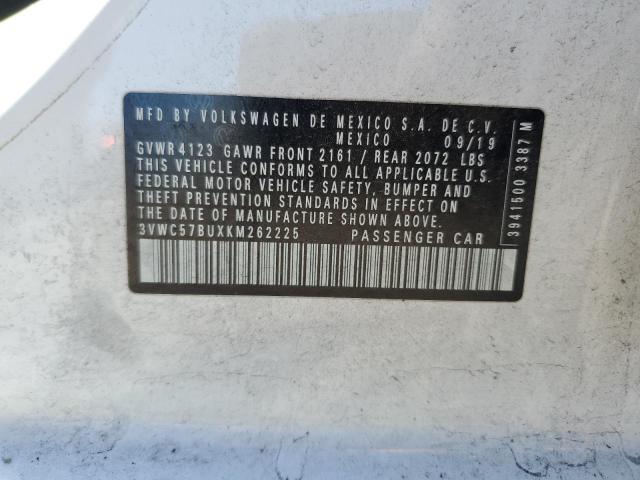 MFD BY VOLKSWAGEN DE MEXICO S.A. DE C.V.
MEXICO 09/19
GVWR 4123 GAWR FRONT 2161 / REAR 2072 LBS
THIS VEHICLE CONFORMS TO ALL APPLICABLE U.S.
FEDERAL MOTOR VEHICLE SAFETY, BUMPER AND
THEFT PREVENTION STANDARDS IN EFFECT ON
THE DATE OF MANUFACTURE SHOWN ABOVE.
3VWC57BUXKM262225 PASSENGER CAR
3941500 3387 M